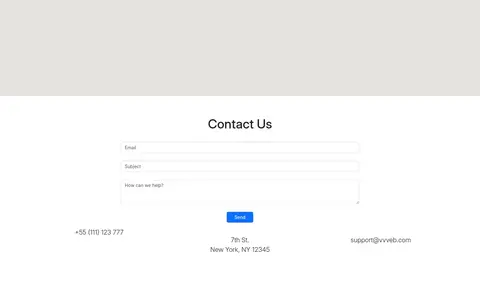 Contact Us
Email
Subject
How can we help?
Send
+55 (111) 123 777
7th St.
New York, NY 12345
support@vvveb.com